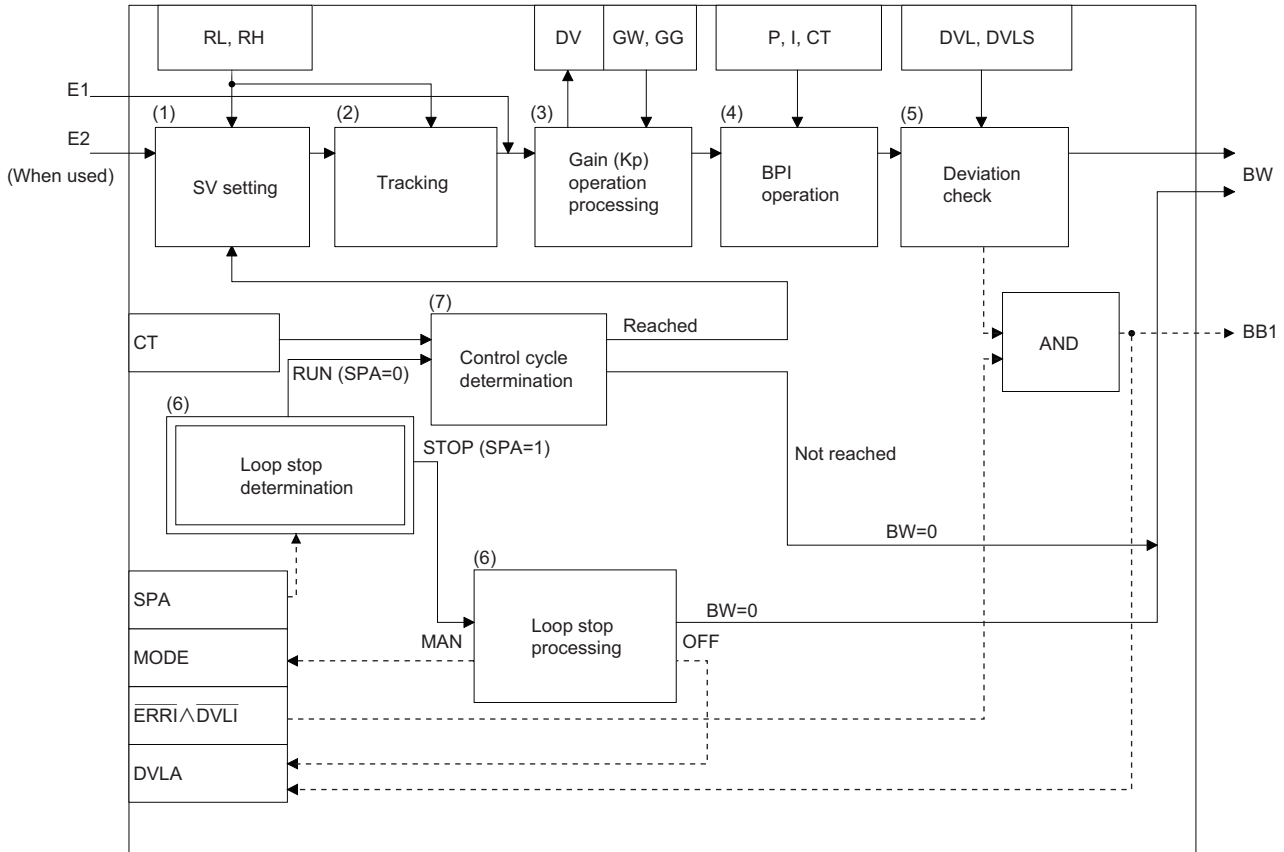 RL, RH
DV
GW, GG
P, I, CT
DVL, DVLS
E1
(1)
(2)
(3)
(4)
(5)
E2
(When used)
SV setting
Tracking
Gain (Kp)
operation
processing
BPI
operation
Deviation
check
BW
(7)
CT
Reached
Control cycle
determination
AND
BB1
RUN (SPA=0)
(6)
STOP (SPA=1)
Loop stop
determination
Not reached
BW=0
(6)
SPA
BW=0
Loop stop
processing
MAN
OFF
MODE
E̅R̅R̅I̅∧D̅V̅L̅I̅
DVLA